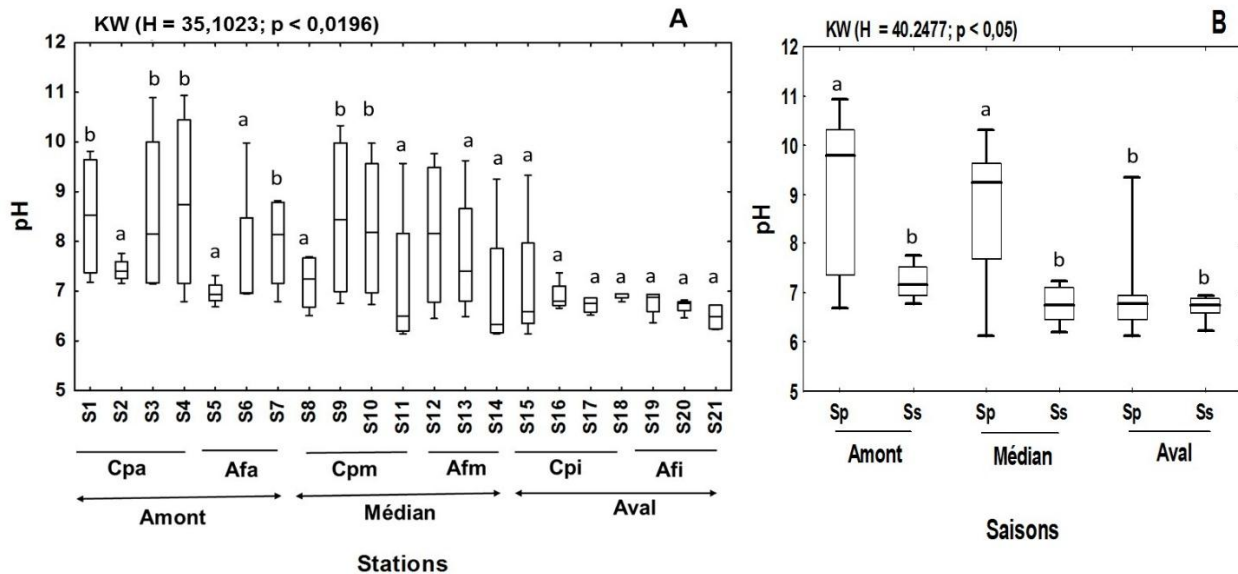 KW (H = 35,1023; p < 0,0196)
A
12
11
10
9
8
7
6
5
pH
b
a
b
b
a
a
b
a
b
b
a
a
a
a
a
a
a
a
a
a
S1
S2
S3
S4
S5
S6
S7
S8
S9
S10
S11
S12
S13
S14
S15
S16
S17
S18
S19
S20
S21
Cpa
Afa
Cpm
Afm
Cpi
Afi
Amont
Médian
Aval
Stations
KW (H = 40.2477; p < 0,05)
B
12
11
10
9
8
7
6
5
pH
a
b
a
b
b
b
Sp
Ss
Sp
Ss
Sp
Ss
Amont
Médian
Aval
Saisons